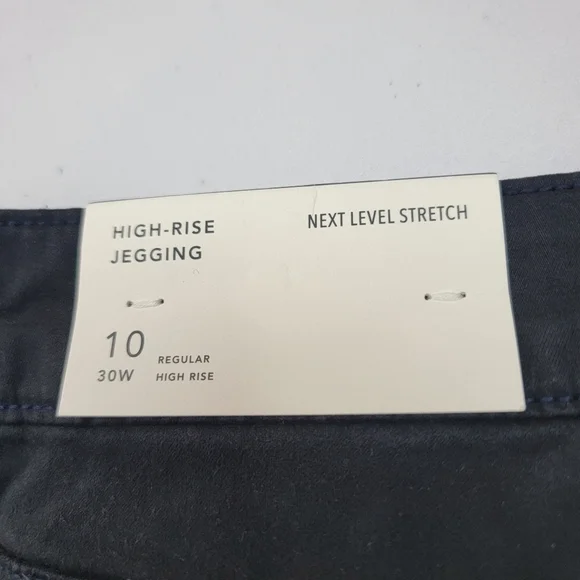 HIGH-RISE
JEGGING
NEXT LEVEL STRETCH
10
REGULAR
30W
HIGH RISE